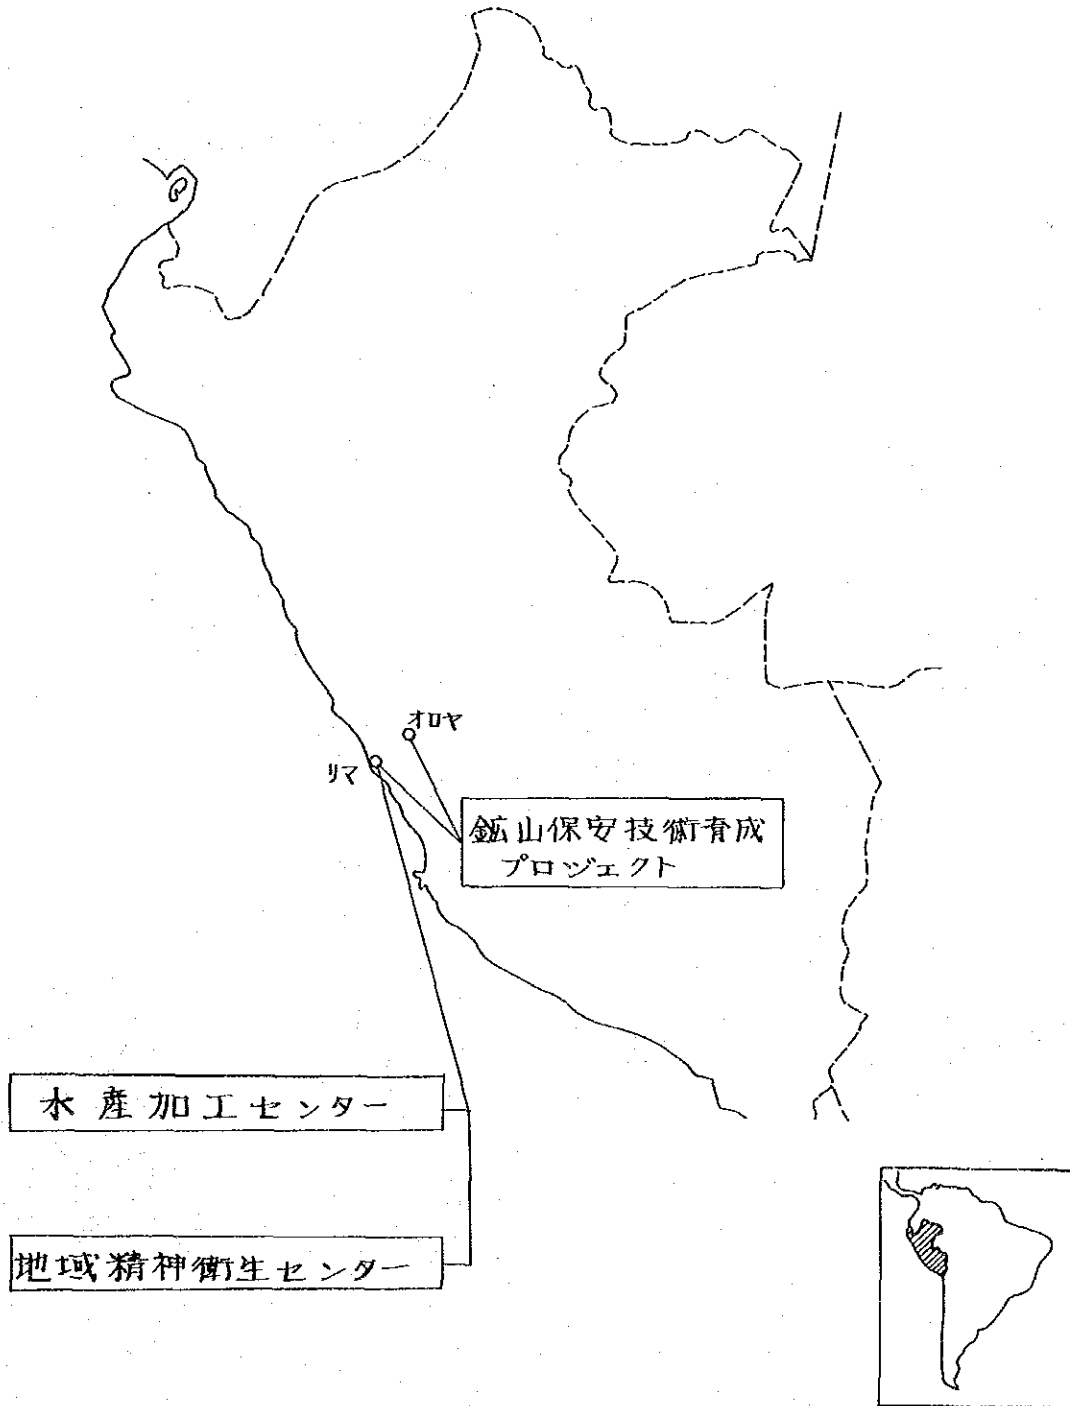 オロヤ
リマ
鉱山保安技術育成
プロジェクト
水産加工センター
地域精神衛生センター